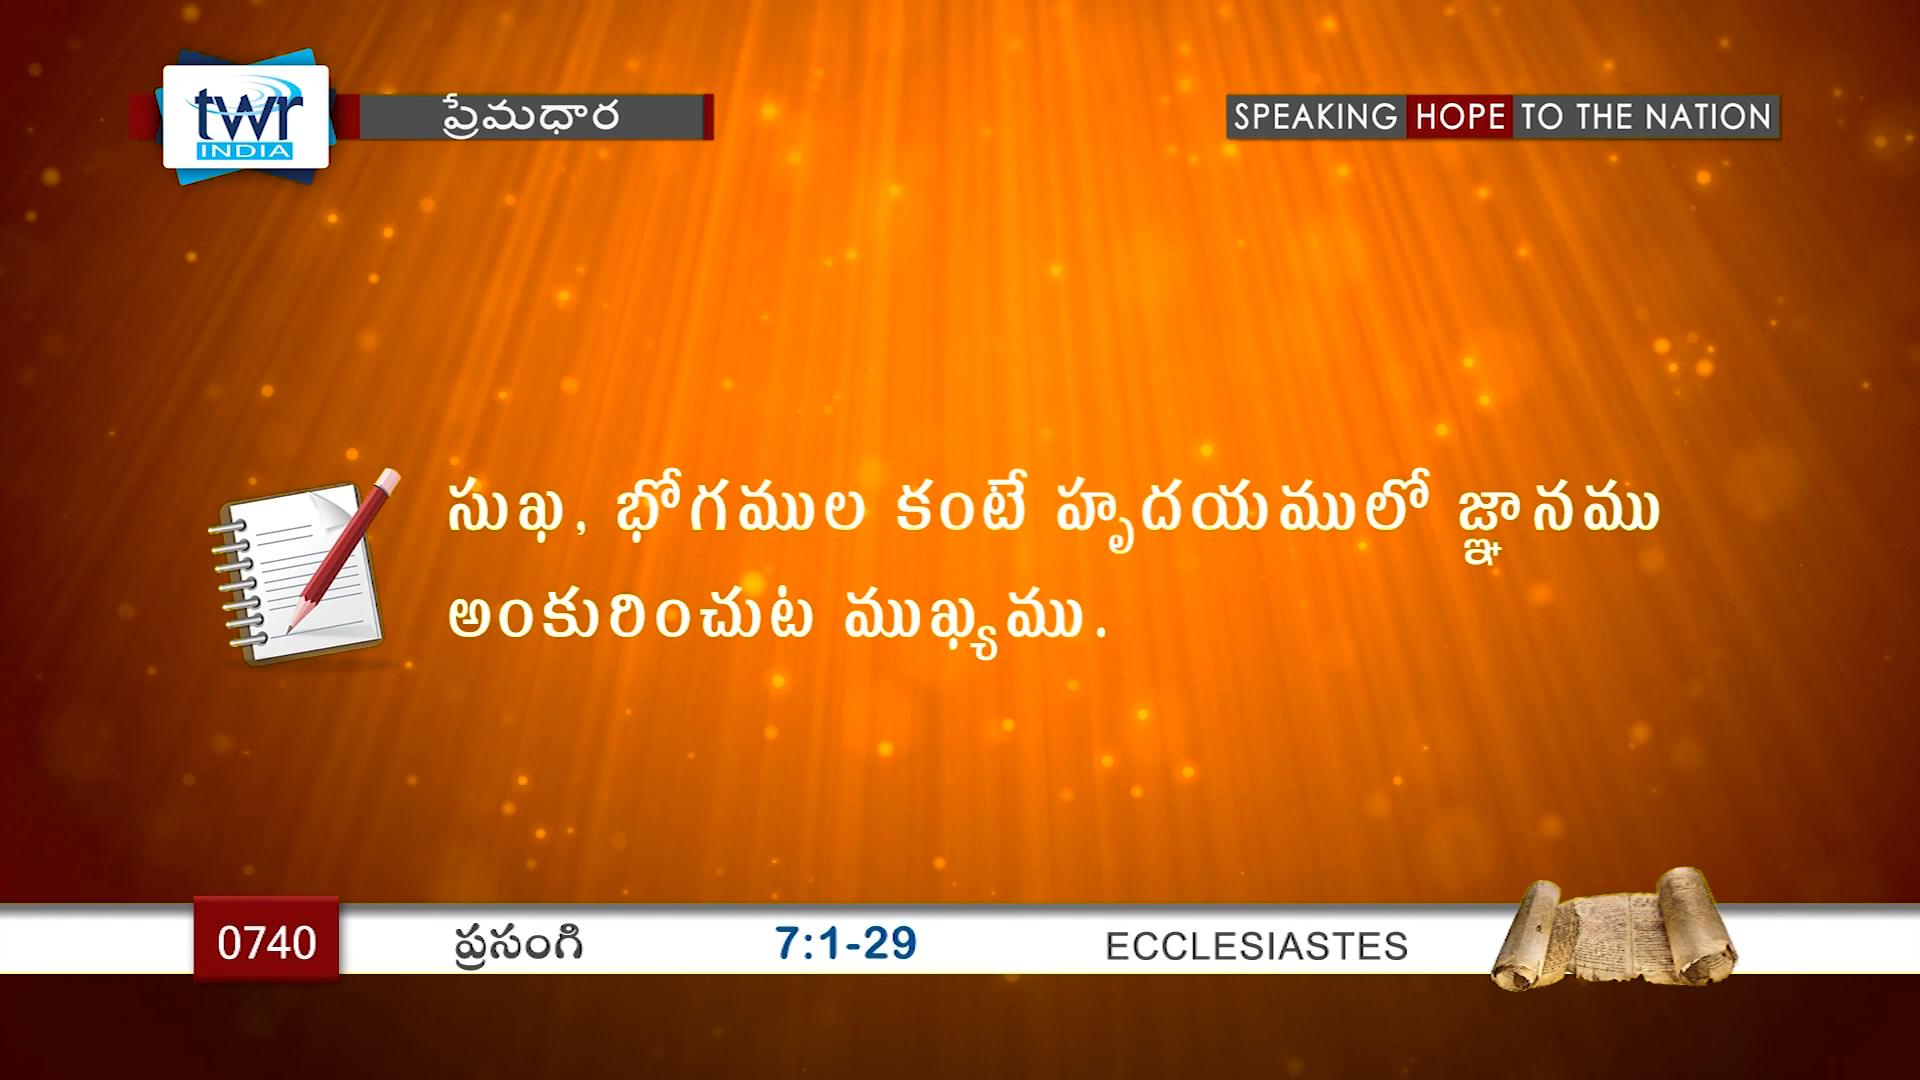 twr
INDIA
ప్రేమధార
SPEAKING HOPE TO THE NATION
సుఖ, భోగముల కంటే హృదయములో జ్ఞానము
అంకురించుట ముఖ్యము.
0740 ప్రసంగి 7:1-29 ECCLESIASTES